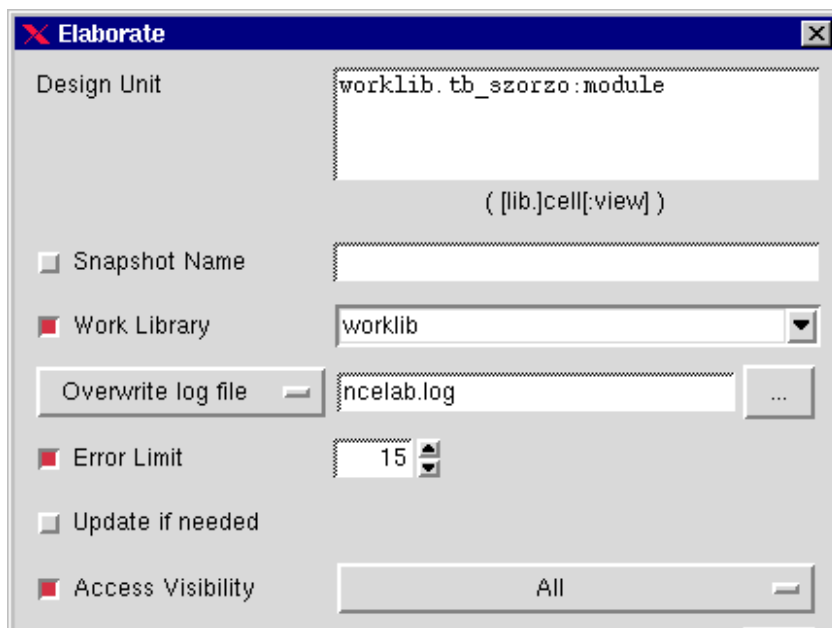 Elaborate
Design Unit
worklib.tb_szorzo:module
( [lib.]cell[:view] )
Snapshot Name
Work Library worklib
Overwrite log file ncelab.log ...
Error Limit 15
Update if needed
Access Visibility All